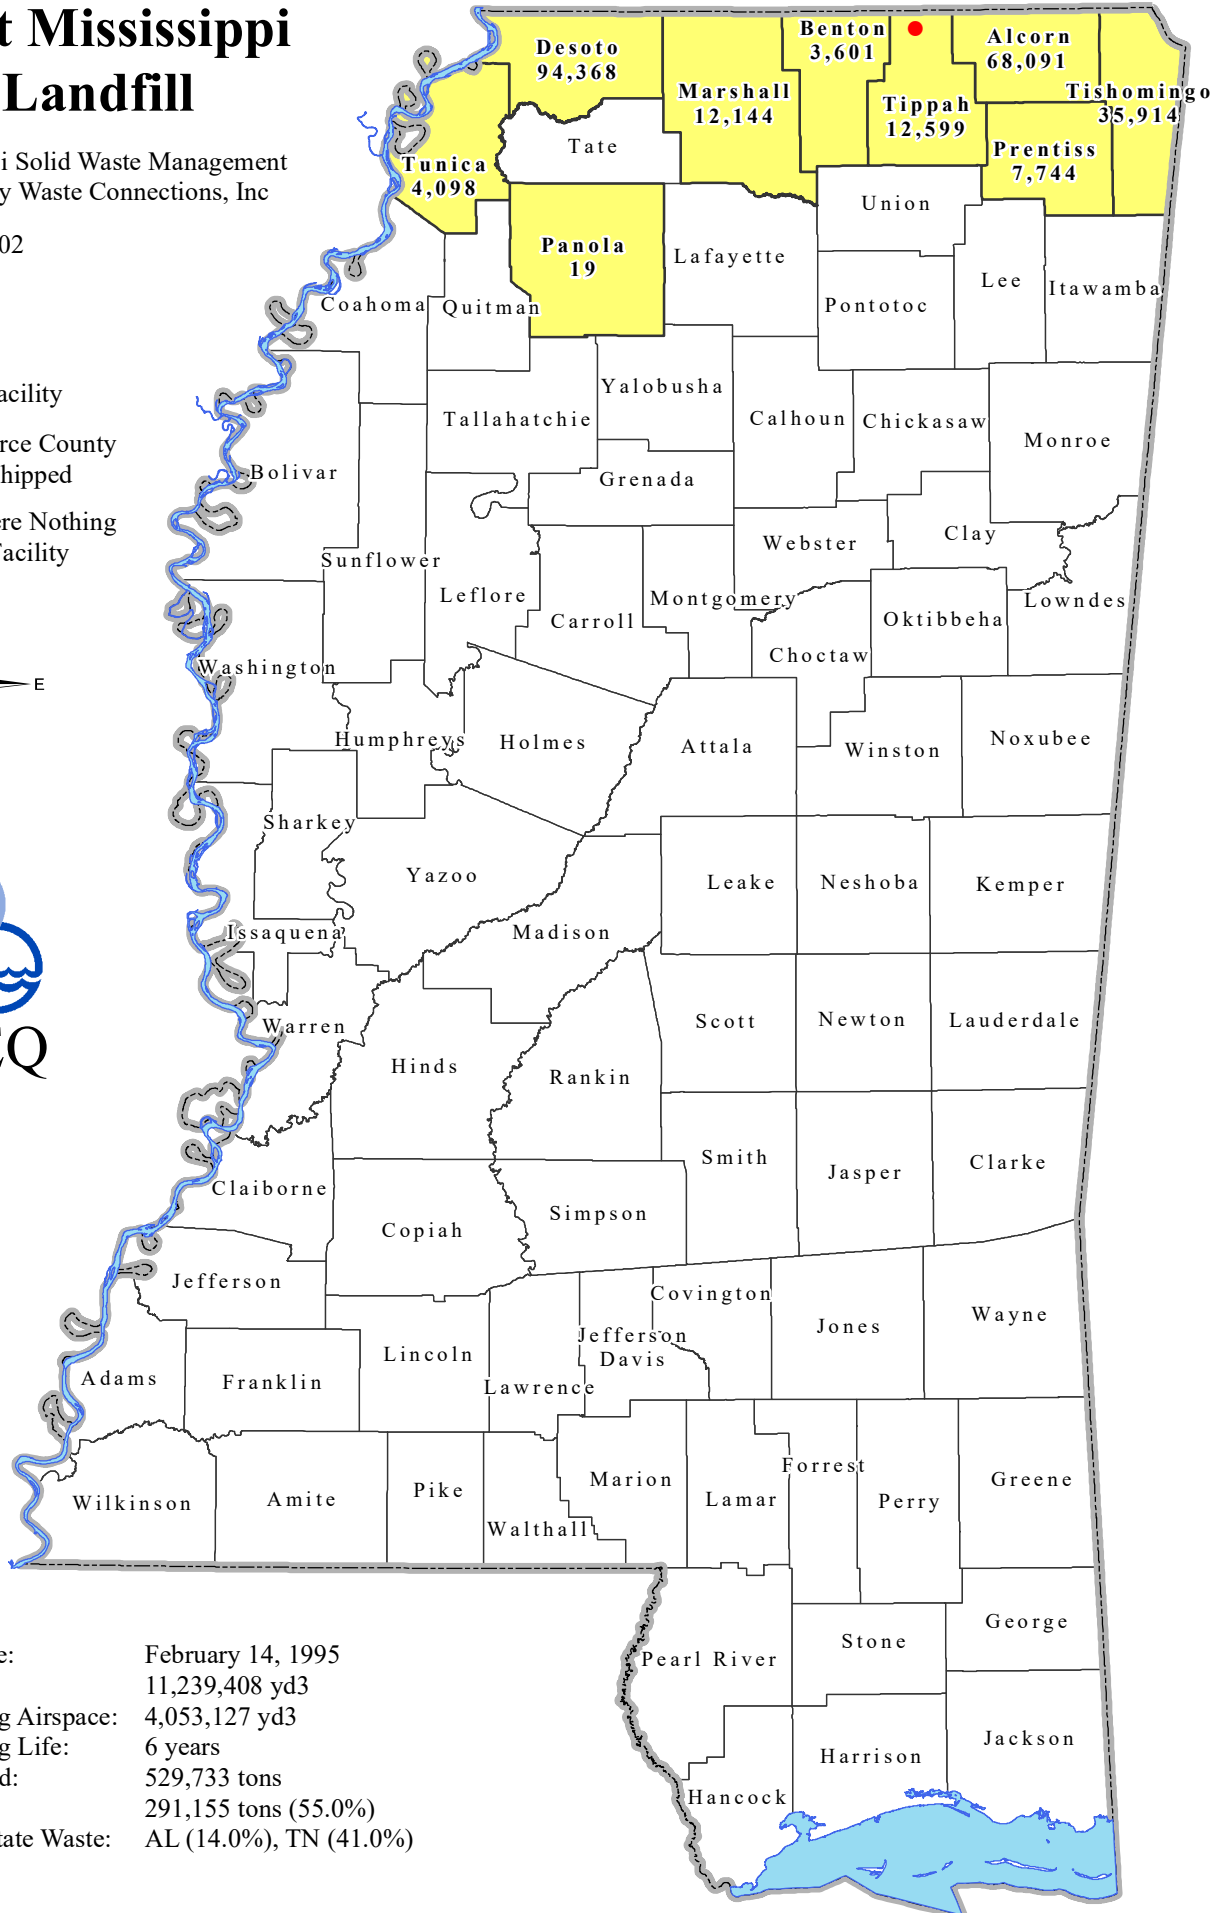 t Mississippi
Landfill
i Solid Waste Management
y Waste Connections, Inc
02
acility
rce County
hipped
ere Nothing
Facility
E
CQ
Desoto
94,368
Benton
3,601
Alcorn
68,091
Marshall
12,144
Tippah
12,599
Tishomingo
35,914
Tate
Tunica
4,098
Prentiss
7,744
Union
Panola
19
Lafayette
Lee
Itawamba
Coahoma
Quitman
Pontotoc
Yalobusha
Tallahatchie
Calhoun
Chickasaw
Monroe
Bolivar
Grenada
Sunflower
Webster
Clay
Leflore
Montgomery
Lowndes
Carroll
Oktibbeha
Choctaw
Washington
Humphreys
Holmes
Attala
Winston
Noxubee
Sharkey
Yazoo
Leake
Neshoba
Kemper
Issaquena
Madison
Warren
Scott
Newton
Lauderdale
Hinds
Rankin
Smith
Jasper
Clarke
Claiborne
Copiah
Simpson
Jefferson
Covington
Jones
Wayne
Jefferson
Davis
Lincoln
Adams
Franklin
Lawrence
Marion
Forrest
Greene
Wilkinson
Amite
Pike
Lamar
Perry
Walthall
George
Stone
Pearl River
Jackson
Harrison
Hancock
e: February 14, 1995
11,239,408 yd3
g Airspace: 4,053,127 yd3
g Life: 6 years
d: 529,733 tons
291,155 tons (55.0%)
tate Waste: AL (14.0%), TN (41.0%)